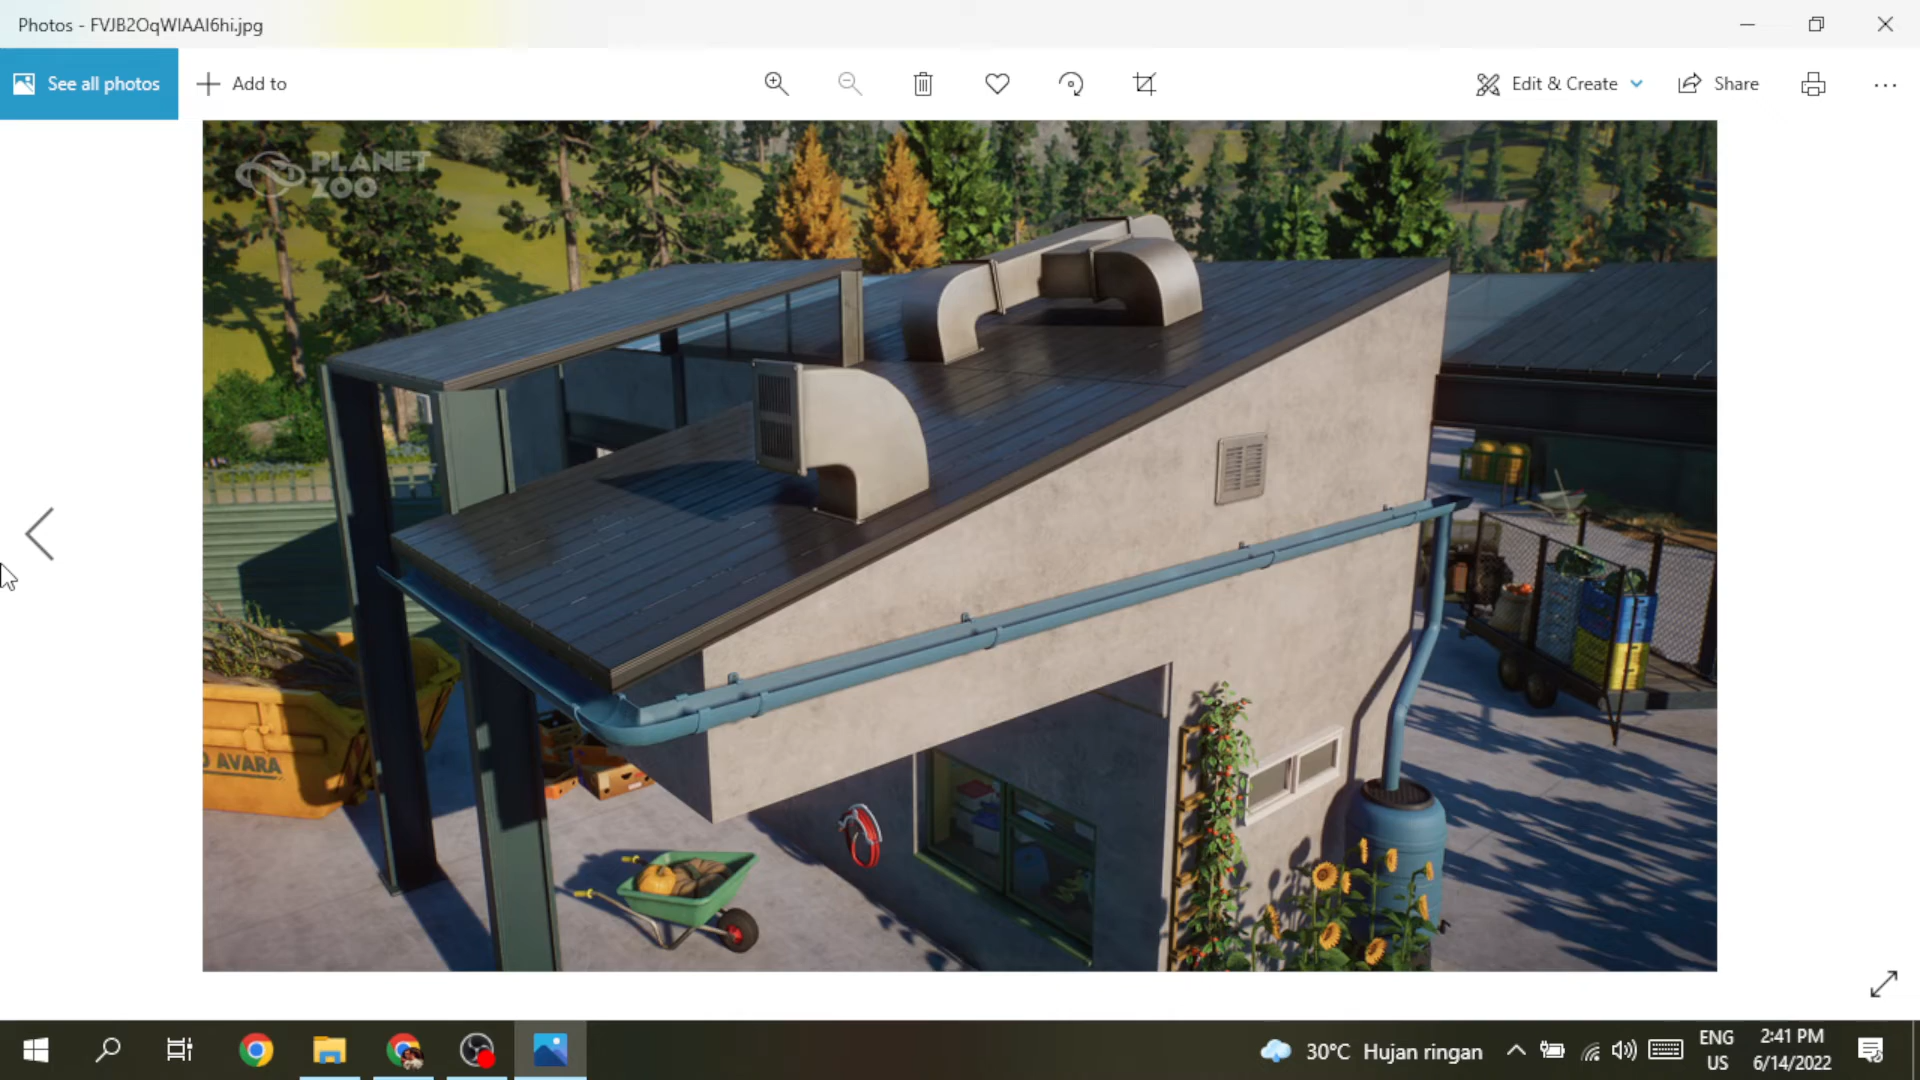 Photos - FVJB2OqWIAAI6hi.jpg
See all photos
Add to
Edit & Create
Share
PLANET
ZOO
O AVARA
30°C Hujan ringan
ENG
US
2:41 PM
6/14/2022